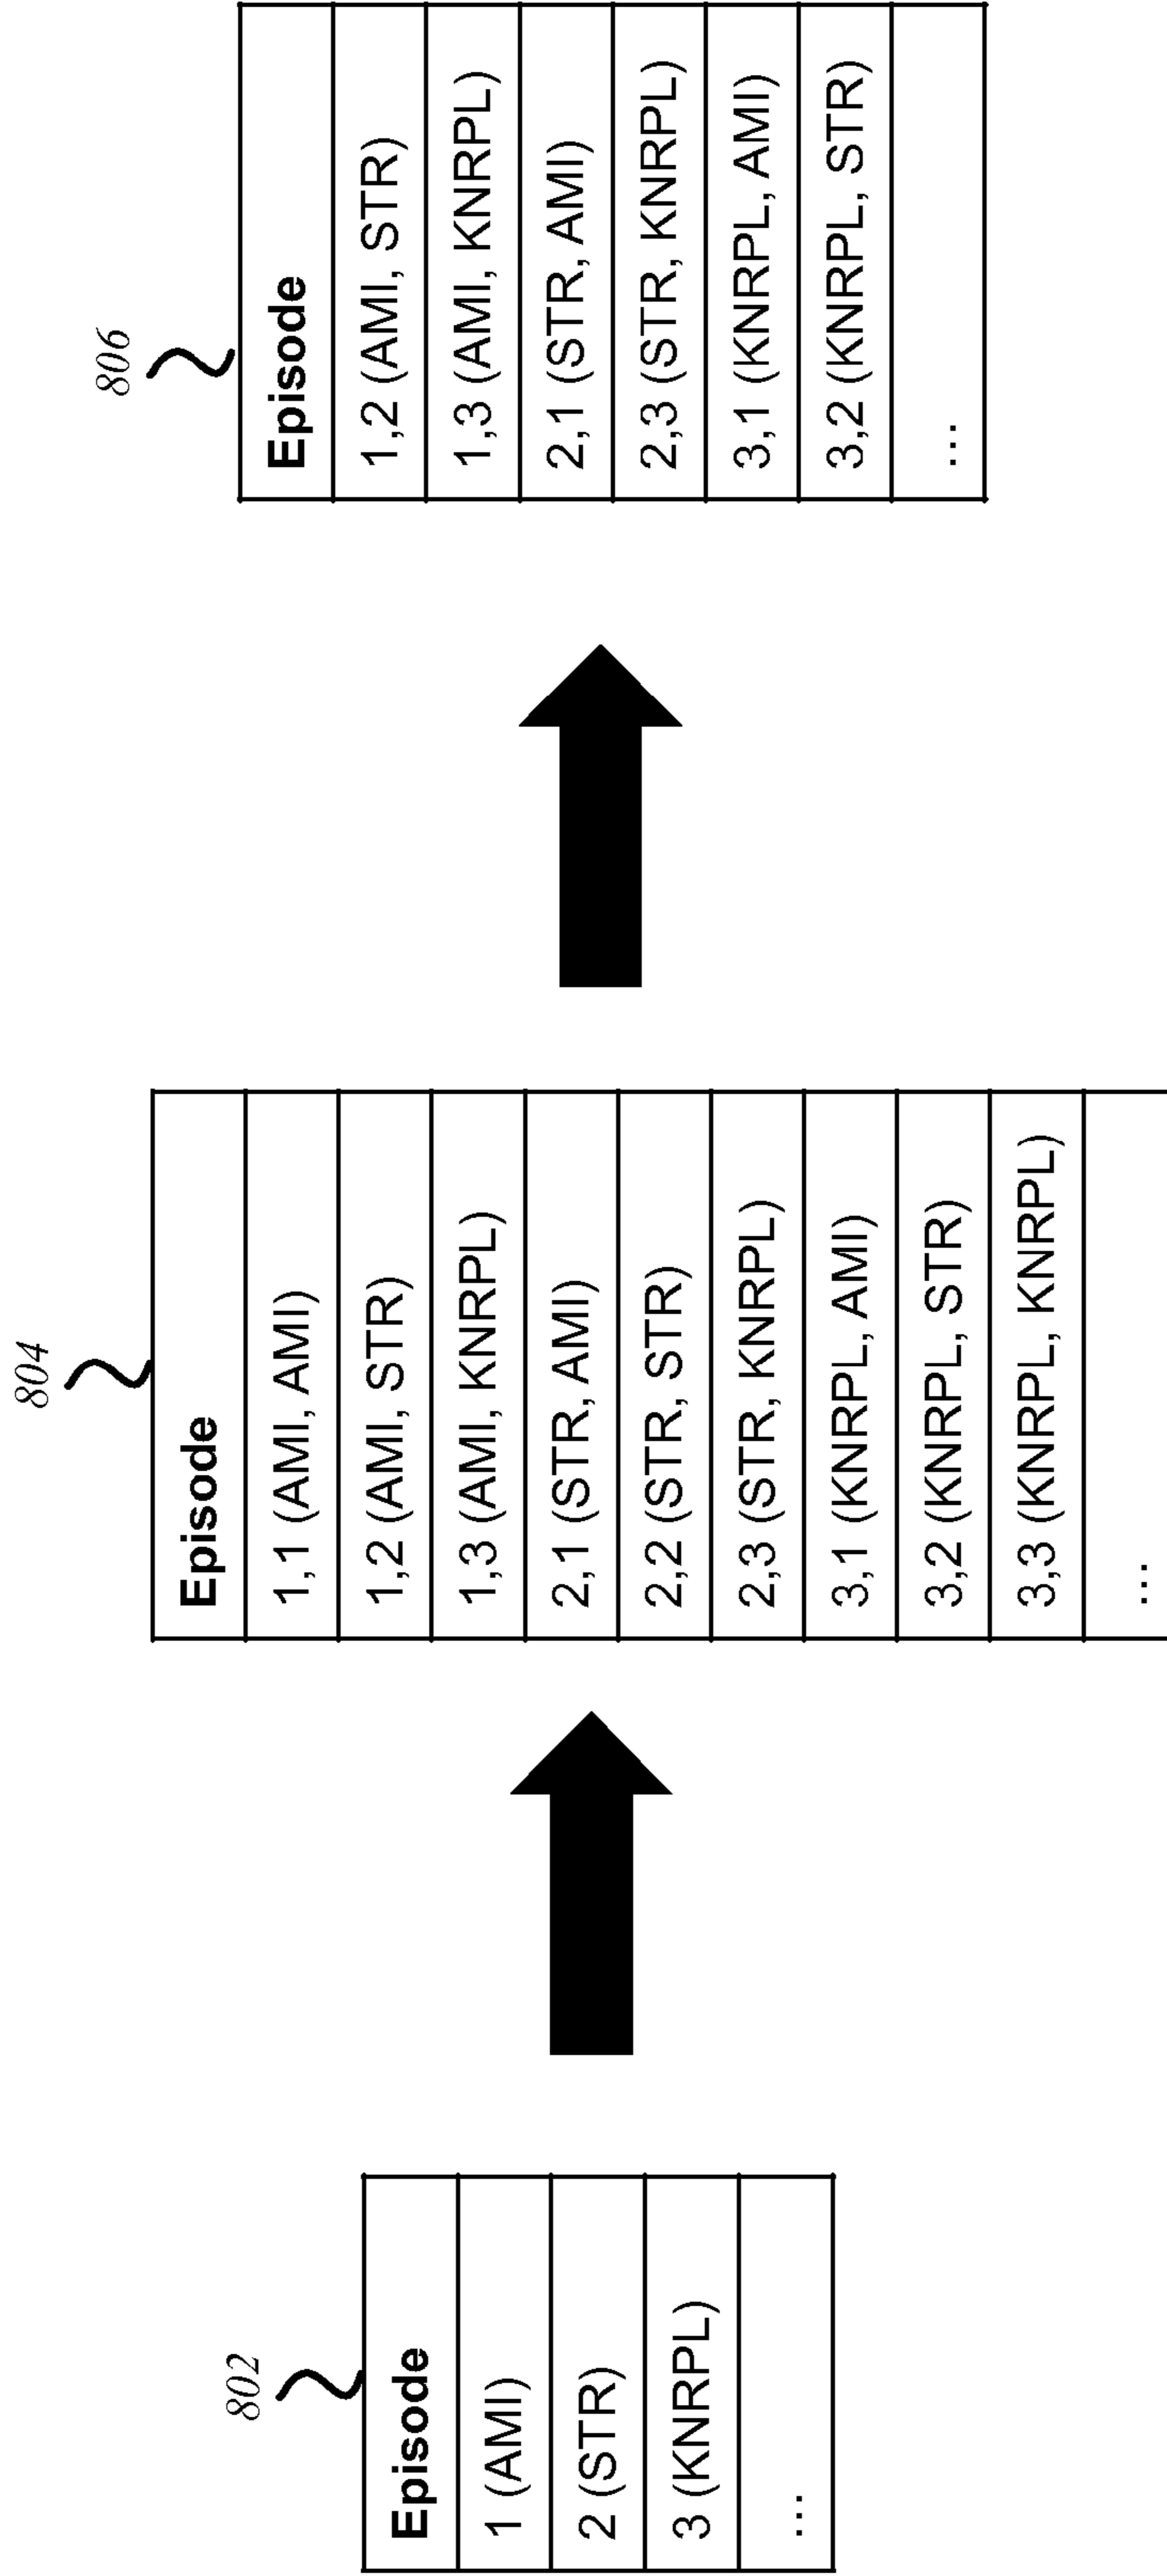 802
Episode
1 (AMI)
2 (STR)
3 (KNRPL)
...
804
Episode
1,1 (AMI, AMI)
1,2 (AMI, STR)
1,3 (AMI, KNRPL)
2,1 (STR, AMI)
2,2 (STR, STR)
2,3 (STR, KNRPL)
3,1 (KNRPL, AMI)
3,2 (KNRPL, STR)
3,3 (KNRPL, KNRPL)
...
806
Episode
1,2 (AMI, STR)
1,3 (AMI, KNRPL)
2,1 (STR, AMI)
2,3 (STR, KNRPL)
3,1 (KNRPL, AMI)
3,2 (KNRPL, STR)
...